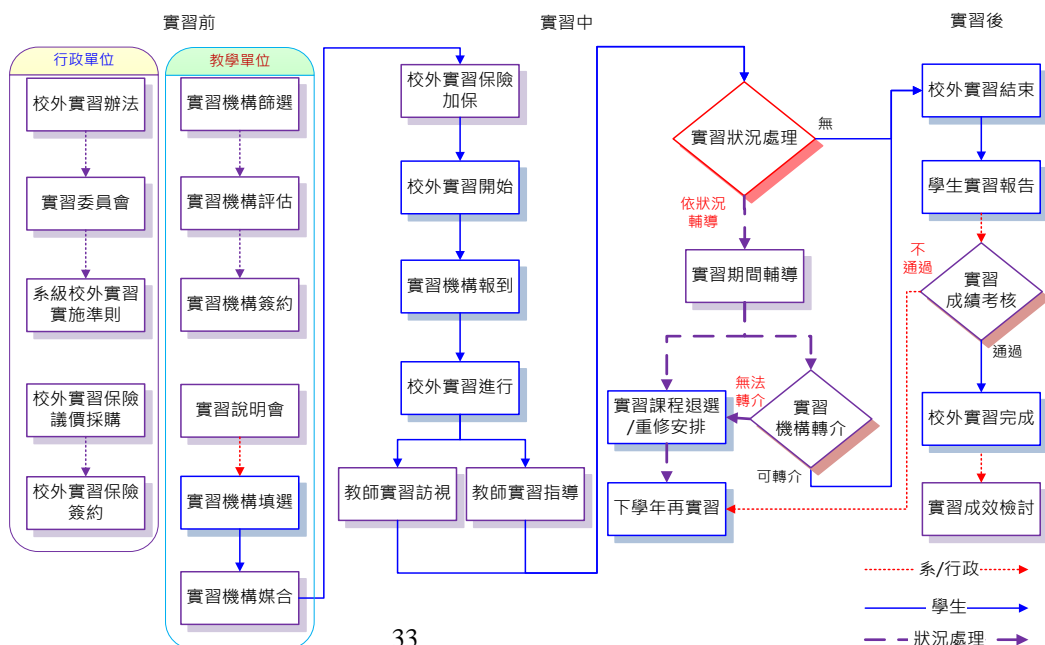 實習前
實習中
實習後
行政單位
校外實習辦法
實習委員會
系級校外實習
實施準則
校外實習保險
議價採購
校外實習保險
簽約
教學單位
實習機構篩選
實習機構評估
實習機構簽約
實習說明會
實習機構填選
實習機構媒合
校外實習保險
加保
校外實習開始
實習機構報到
校外實習進行
教師實習訪視
教師實習指導
實習狀況處理
無
依狀況
輔導
實習期間輔導
實習課程退選
/重修安排
無法
轉介
實習
機構轉介
可轉介
下學年再實習
校外實習結束
學生實習報告
不
通過
實習
成績考核
通過
校外實習完成
實習成效檢討
系/行政
學生
狀況處理
33